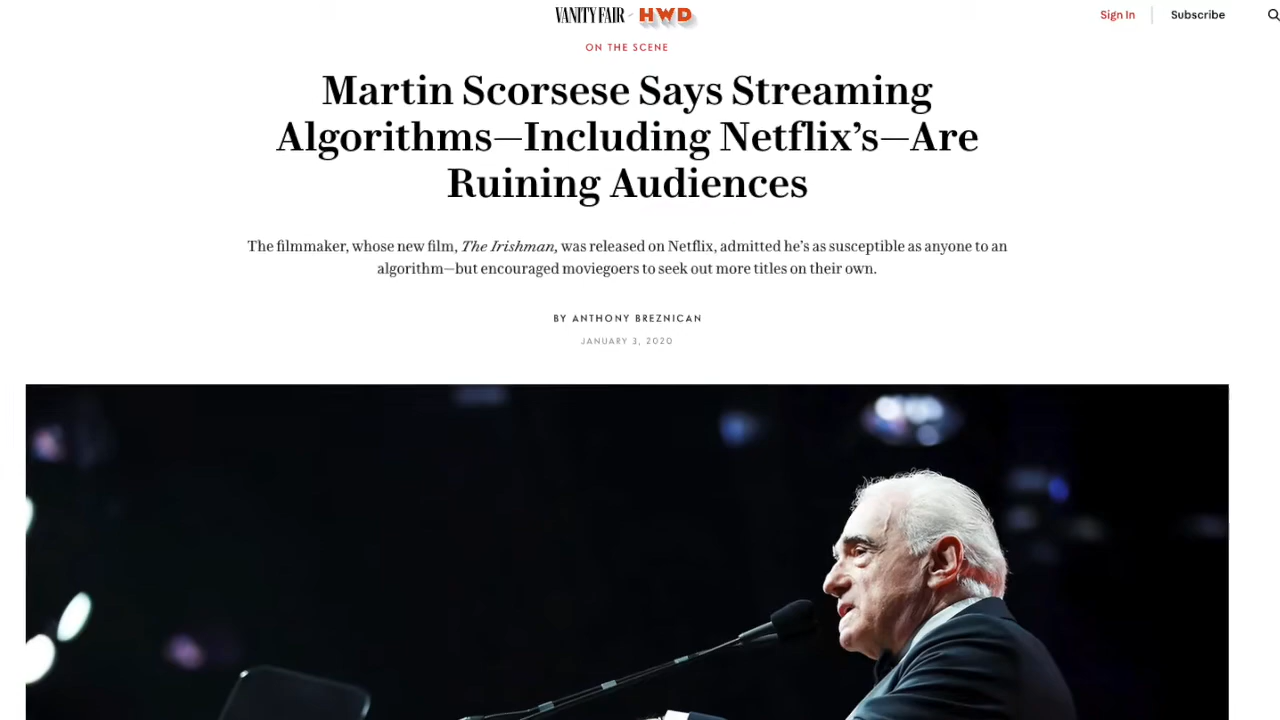 VANITY FAIR HWD
Sign In
Subscribe
ON THE SCENE
Martin Scorsese Says Streaming
Algorithms—Including Netflix’s—Are
Ruining Audiences
The filmmaker, whose new film, The Irishman, was released on Netflix, admitted he’s as susceptible as anyone to an
algorithm—but encouraged moviegoers to seek out more titles on their own.
BY ANTHONY BREZNICAN
JANUARY 3, 2020